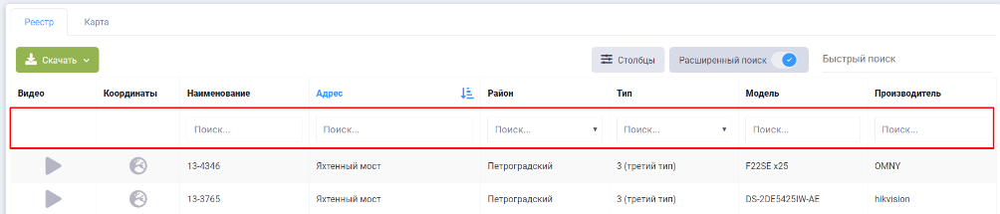 Реестр Карта
Скачать Столбцы Расширенный поиск Быстрый поиск
Видео Координаты Наименование Адрес Район Тип Модель Производитель
Поиск... Поиск... Поиск... Поиск... Поиск... Поиск...
13-4346 Яхтенный мост Петроградский 3 (третий тип) F22SE x25 OMNY
13-3765 Яхтенный мост Петроградский 3 (третий тип) DS-2DE5425IW-AE hikvision